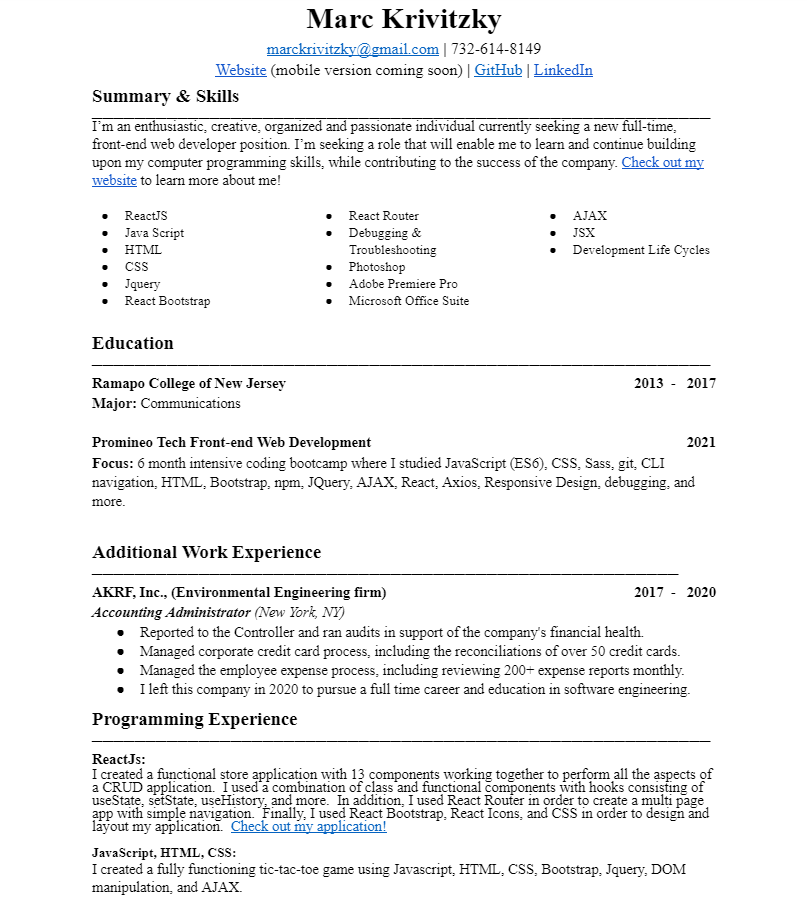 Marc Krivitzky
marckrivitzky@gmail.com | 732-614-8149
Website (mobile version coming soon) | GitHub | LinkedIn
Summary & Skills
I'm an enthusiastic, creative, organized and passionate individual currently seeking a new full-time,
front-end web developer position. I'm seeking a role that will enable me to learn and continue building
upon my computer programming skills, while contributing to the success of the company. Check out my
website to learn more about me!
● ReactJS
● Java Script
● HTML
● CSS
● Jquery
● React Bootstrap
● React Router
● Debugging &
Troubleshooting
● Photoshop
● Adobe Premiere Pro
● Microsoft Office Suite
● AJAX
● JSX
● Development Life Cycles
Education
Ramapo College of New Jersey 2013 - 2017
Major: Communications
Promineo Tech Front-end Web Development 2021
Focus: 6 month intensive coding bootcamp where I studied JavaScript (ES6), CSS, Sass, git, CLI
navigation, HTML, Bootstrap, npm, JQuery, AJAX, React, Axios, Responsive Design, debugging, and
more.
Additional Work Experience
AKRF, Inc., (Environmental Engineering firm) 2017 - 2020
Accounting Administrator (New York, NY)
● Reported to the Controller and ran audits in support of the company's financial health.
● Managed corporate credit card process, including the reconciliations of over 50 credit cards.
● Managed the employee expense process, including reviewing 200+ expense reports monthly.
● I left this company in 2020 to pursue a full time career and education in software engineering.
Programming Experience
ReactJs:
I created a functional store application with 13 components working together to perform all the aspects of
a CRUD application. I used a combination of class and functional components with hooks consisting of
useState, setState, useHistory, and more. In addition, I used React Router in order to create a multi page
app with simple navigation. Finally, I used React Bootstrap, React Icons, and CSS in order to design and
layout my application. Check out my application!
JavaScript, HTML, CSS:
I created a fully functioning tic-tac-toe game using Javascript, HTML, CSS, Bootstrap, Jquery, DOM
manipulation, and AJAX.